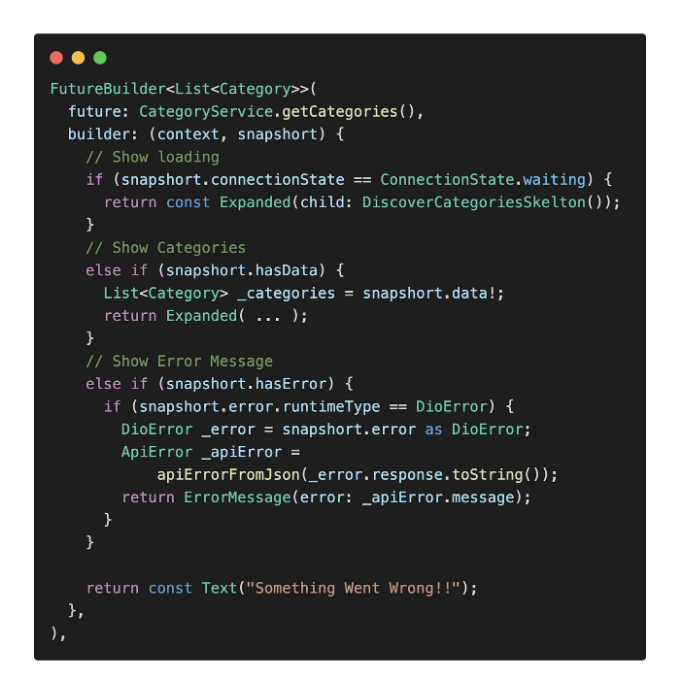 FutureBuilder<List<Category>>(
  future: CategoryService.getCategories(),
  builder: (context, snapshort) {
    // Show loading
    if (snapshort.connectionState == ConnectionState.waiting) {
      return const Expanded(child: DiscoverCategoriesSkelton());
    }
    // Show Categories
    else if (snapshort.hasData) {
      List<Category> _categories = snapshort.data!;
      return Expanded( ... );
    }
    // Show Error Message
    else if (snapshort.hasError) {
      if (snapshort.error.runtimeType == DioError) {
        DioError _error = snapshort.error as DioError;
        ApiError _apiError =
            apiErrorFromJson(_error.response.toString());
        return ErrorMessage(error: _apiError.message);
      }
    }

    return const Text("Something Went Wrong!!");
  },
),